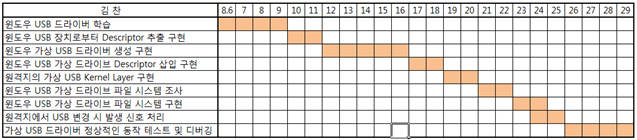 김 찬 8.6 7 8 9 10 11 12 13 14 15 16 17 18 19 20 21 22 23 24 25 26 27 28 29
윈도우 USB 드라이버 학습
윈도우 USB 장치로부터 Descriptor 추출 구현
윈도우 가상 USB 드라이버 생성 구현
윈도우 가상 USB 드라이브 Descriptor 삽입 구현
원격지의 가상 USB Kernel Layer 구현
윈도우 USB 가상 드라이브 파일 시스템 조사
윈도우 USB 가상 드라이브 파일 시스템 구현
원격지에서 USB 변경 시 발생 신호 처리
가상 USB 드라이버 정상적인 동작 테스트 및 디버깅